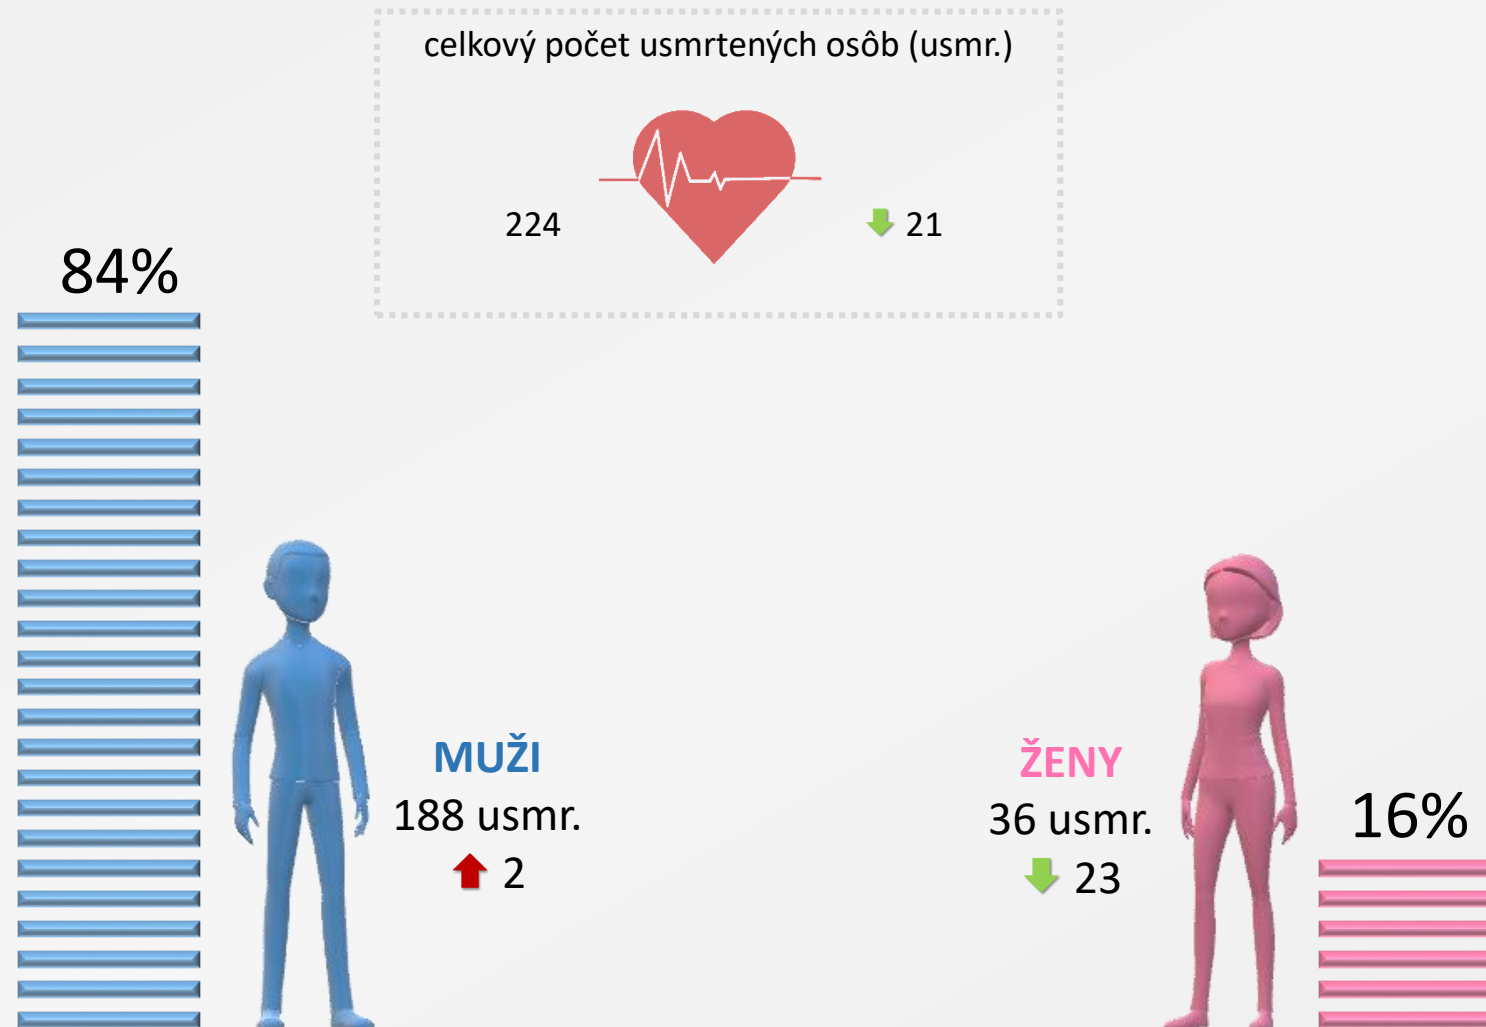 celkový počet usmrtených osôb (usmr.)
224
21
84%
MUŽI
188 usmr.
2
ŽENY
36 usmr.
23
16%